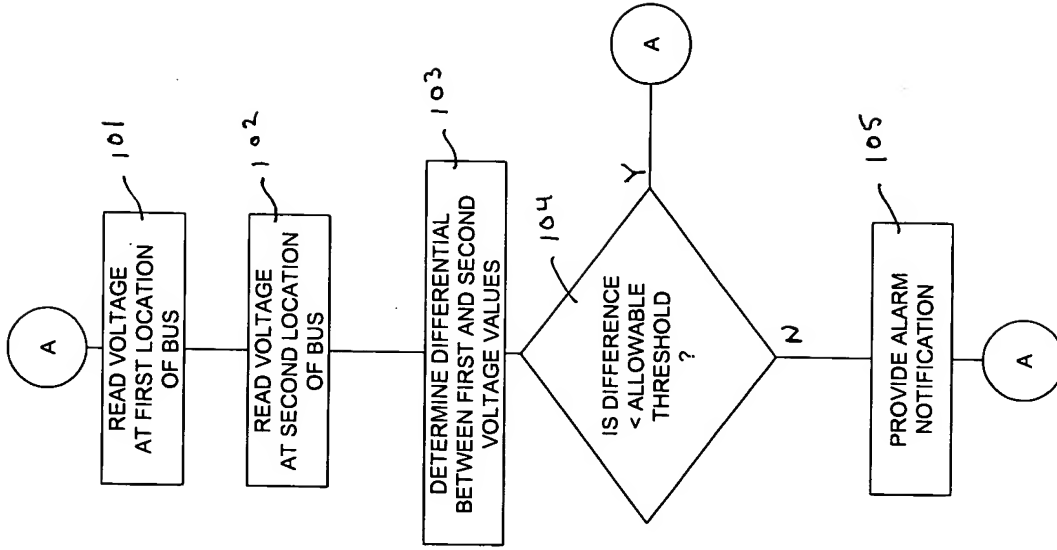 A
READ VOLTAGE
AT FIRST LOCATION
OF BUS
101
READ VOLTAGE
AT SECOND LOCATION
OF BUS
102
DETERMINE DIFFERENTIAL
BETWEEN FIRST AND SECOND
VOLTAGE VALUES
103
IS DIFFERENCE
< ALLOWABLE
THRESHOLD
?
104
Y
A
N
PROVIDE ALARM
NOTIFICATION
105
A